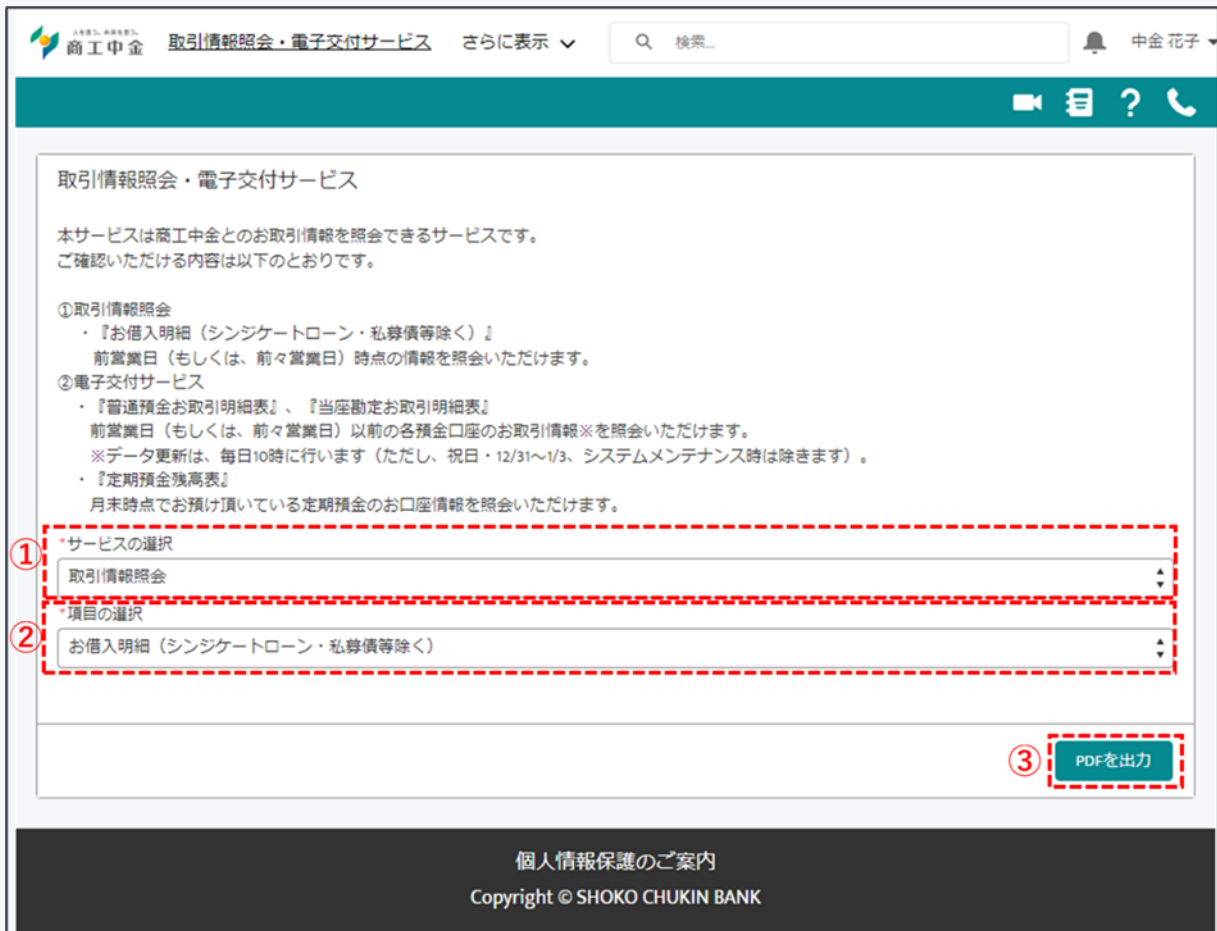 人を思う。未来を思う。
商工中金 取引情報照会・電子交付サービス さらに表示 検索... 中金 花子
取引情報照会・電子交付サービス
本サービスは商工中金とのお取引情報を照会できるサービスです。
ご確認いただける内容は以下のとおりです。
①取引情報照会
・『お借入明細（シンジケートローン・私募債等除く）』
前営業日（もしくは、前々営業日）時点の情報を照会いただけます。
②電子交付サービス
・『普通預金お取引明細表』、『当座勘定お取引明細表』
前営業日（もしくは、前々営業日）以前の各預金口座のお取引情報※を照会いただけます。
※データ更新は、毎日10時に行います（ただし、祝日・12/31～1/3、システムメンテナンス時は除きます）。
・『定期預金残高表』
月末時点でお預け頂いている定期預金のお口座情報を照会いただけます。
① *サービスの選択
取引情報照会
② *項目の選択
お借入明細（シンジケートローン・私募債等除く）
③ PDFを出力
個人情報保護のご案内
Copyright © SHOKO CHUKIN BANK